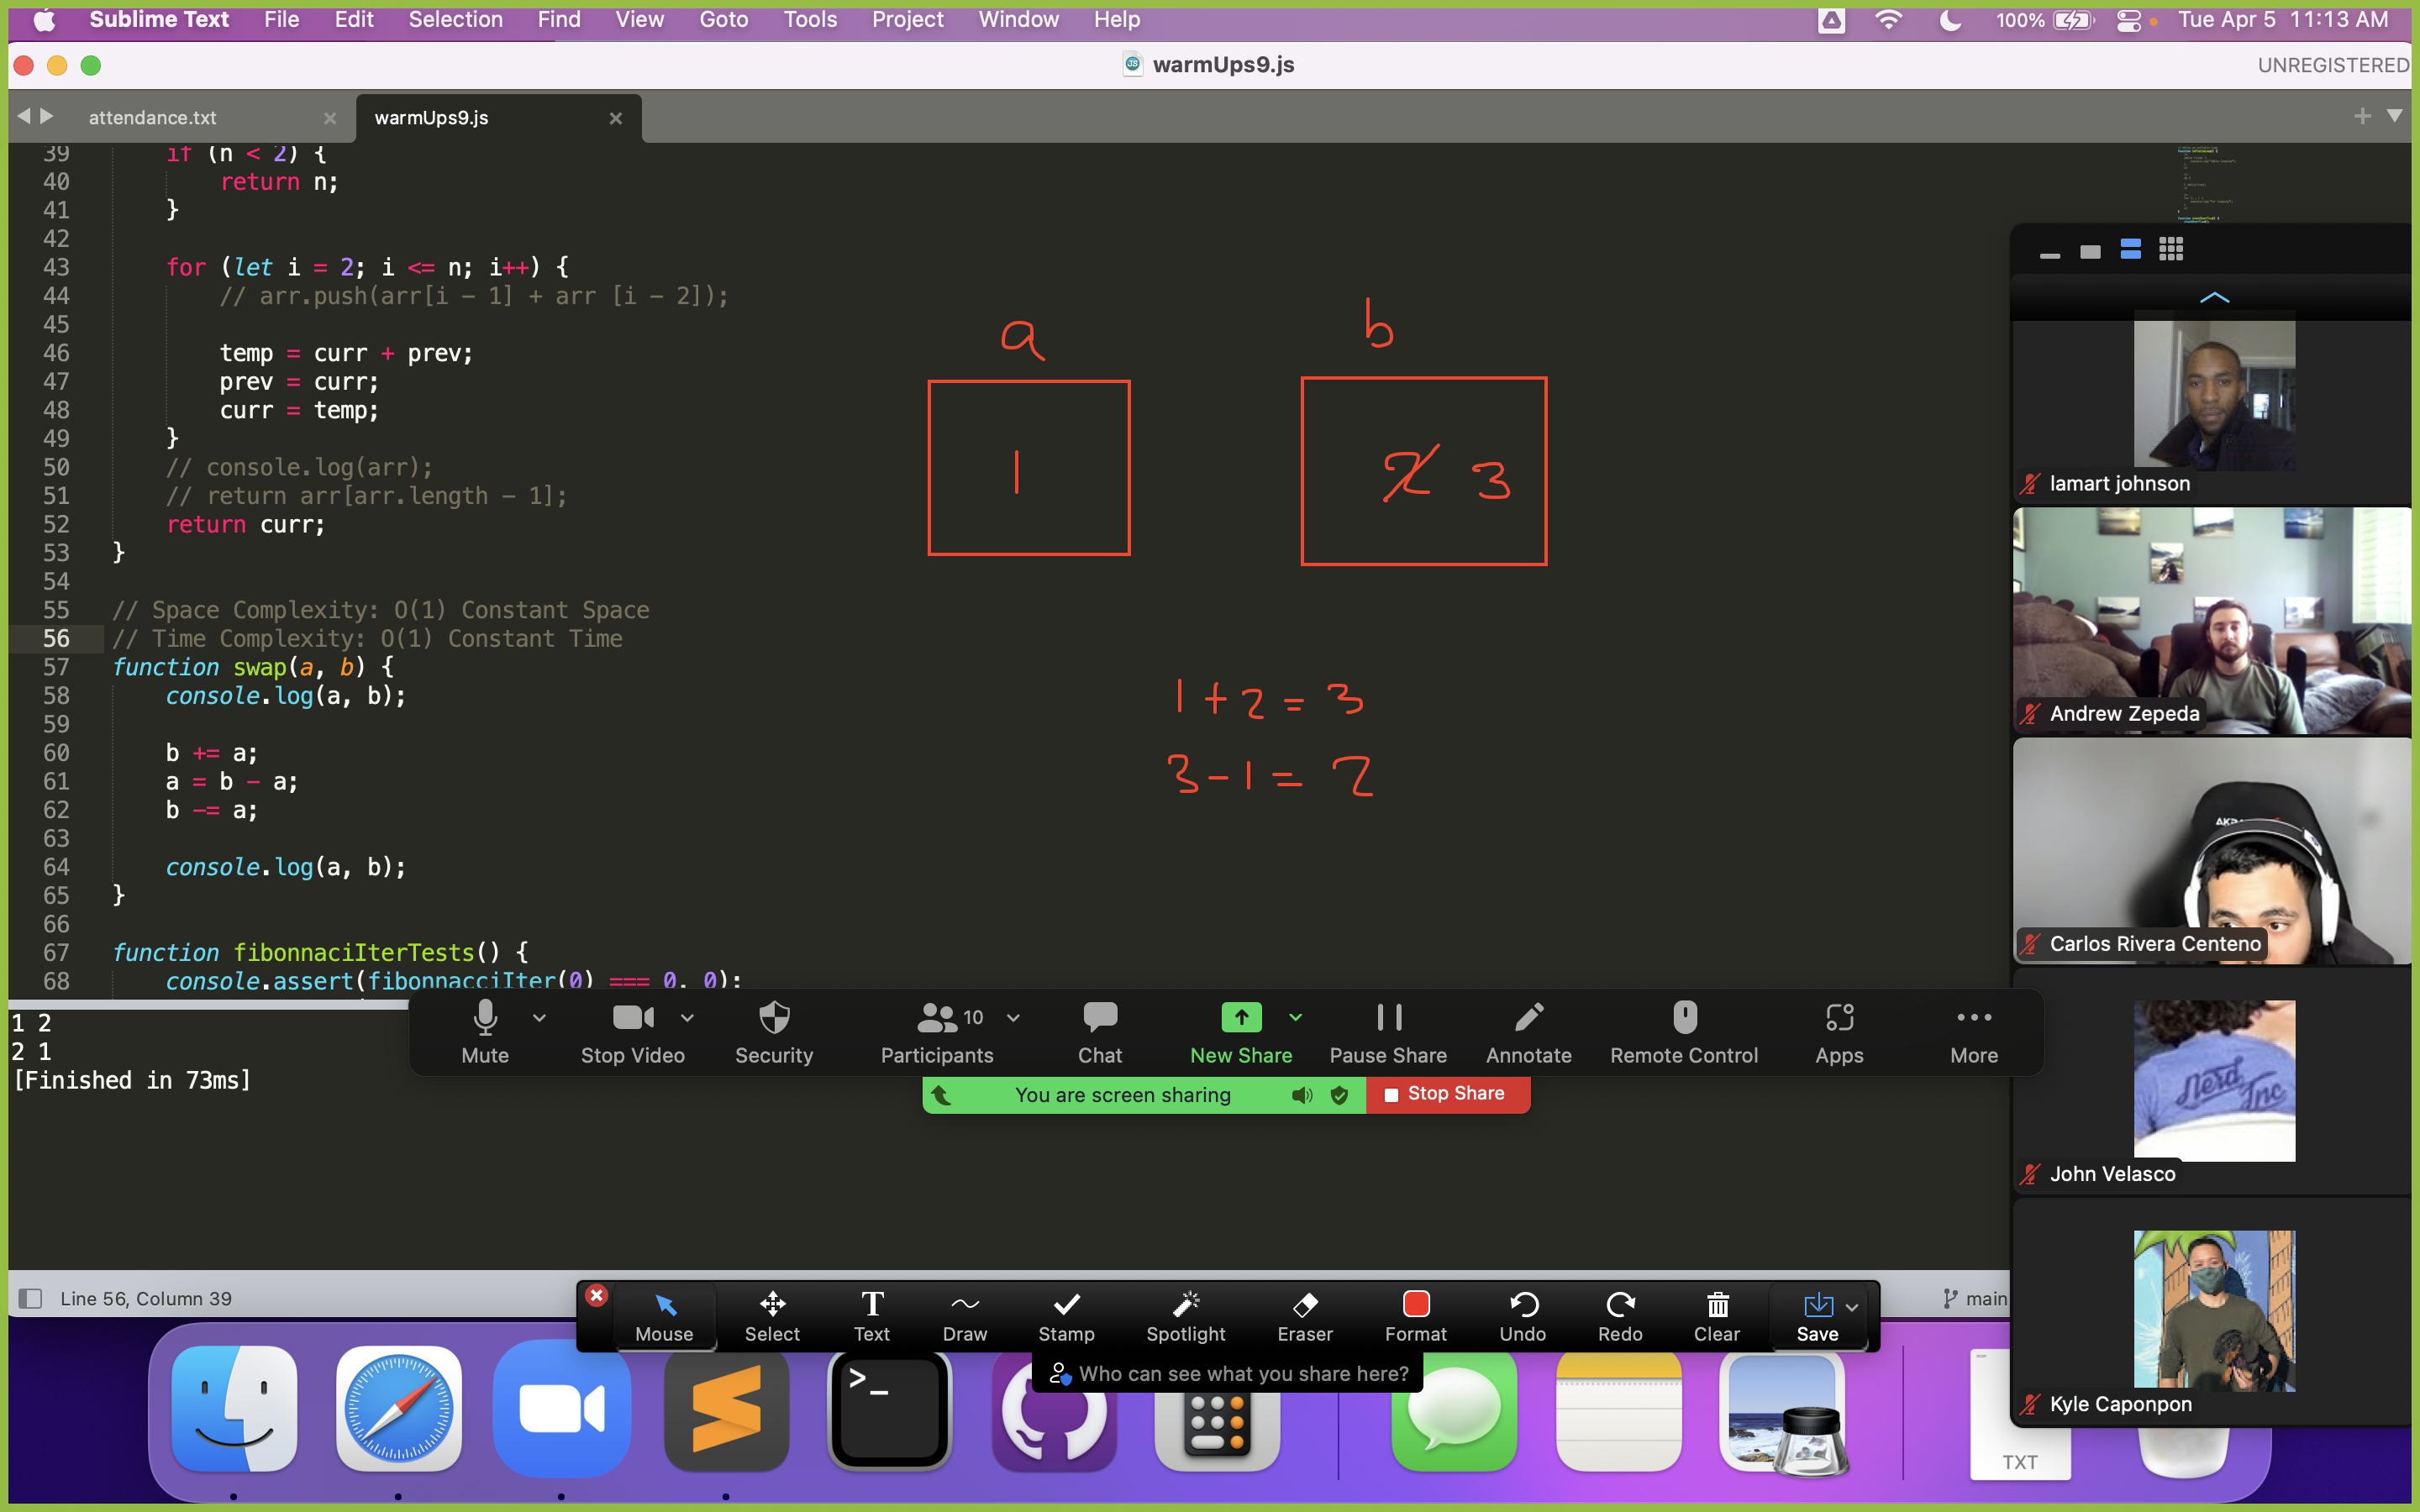 Sublime Text File Edit Selection Find View Goto Tools Project Window Help 100% Tue Apr 5 11:13 AM
warmUps9.js UNREGISTERED
attendance.txt warmUps9.js
39 if (n < 2) {
40 return n;
41 }
42
43 for (let i = 2; i <= n; i++) {
44 // arr.push(arr[i - 1] + arr [i - 2]);
45
46 temp = curr + prev;
47 prev = curr;
48 curr = temp;
49 }
50 // console.log(arr);
51 // return arr[arr.length - 1];
52 return curr;
53 }
54
55 // Space Complexity: O(1) Constant Space
56 // Time Complexity: O(1) Constant Time
57 function swap(a, b) {
58 console.log(a, b);
59
60 b += a;
61 a = b - a;
62 b -= a;
63
64 console.log(a, b);
65 }
66
67 function fibonnaciIterTests() {
68 console.assert(fibonnacciIter(0) === 0, 0);
a b
1 2 3
1 + 2 = 3
3 - 1 = 2
lamart johnson
Andrew Zepeda
Carlos Rivera Centeno
Nerd Inc
John Velasco
Kyle Caponpon
1 2
2 1
[Finished in 73ms]
10
Mute Stop Video Security Participants Chat New Share Pause Share Annotate Remote Control Apps More
You are screen sharing Stop Share
Line 56, Column 39 main
Mouse Select Text Draw Stamp Spotlight Eraser Format Undo Redo Clear Save
Who can see what you share here?
TXT